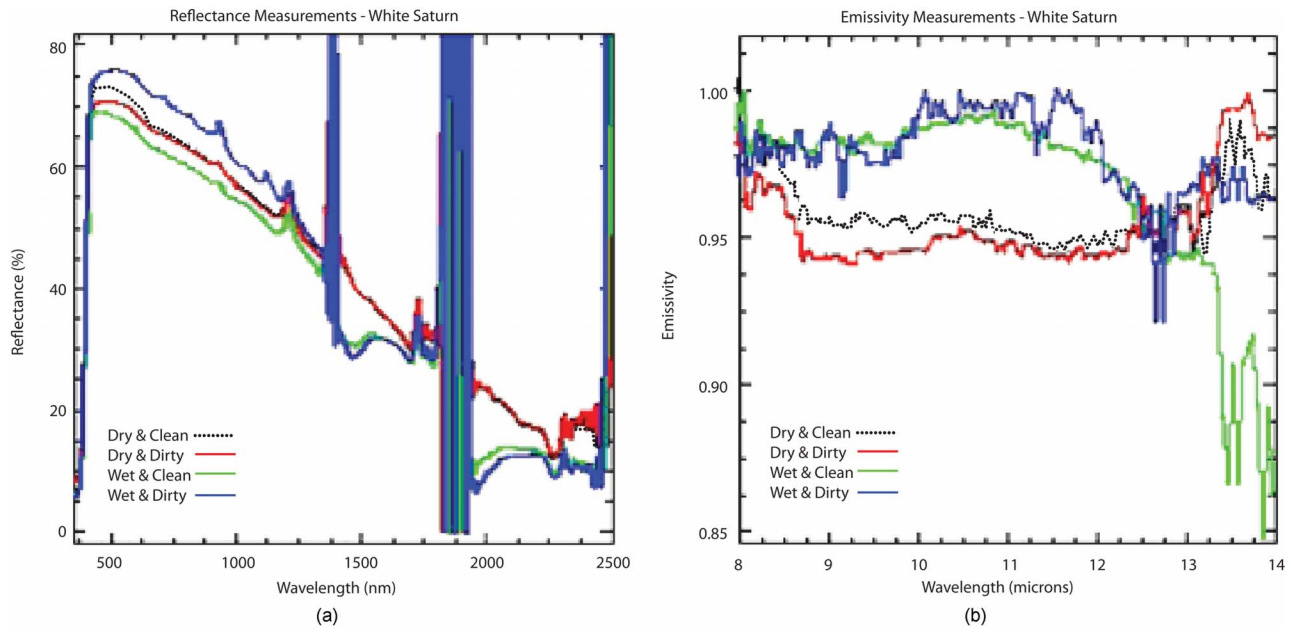 Reflectance Measurements - White Saturn
Reflectance (%)
80
60
40
20
0
Dry & Clean
Dry & Dirty
Wet & Clean
Wet & Dirty
500 1000 1500 2000 2500
Wavelength (nm)
(a)
Emissivity Measurements - White Saturn
Emissivity
1.00
0.95
0.90
0.85
Dry & Clean
Dry & Dirty
Wet & Clean
Wet & Dirty
8 9 10 11 12 13 14
Wavelength (microns)
(b)